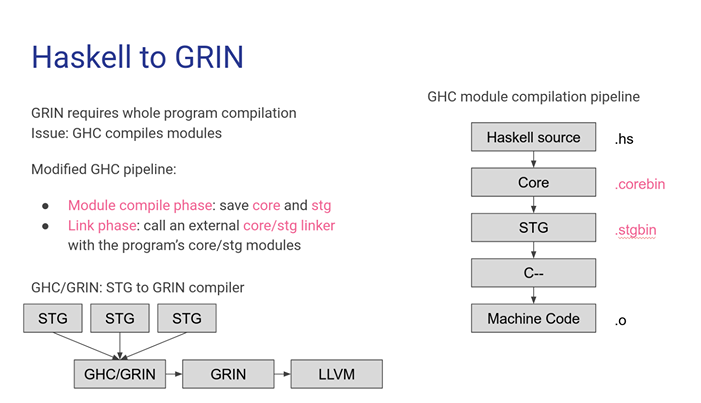 Haskell to GRIN
GRIN requires whole program compilation
Issue: GHC compiles modules
Modified GHC pipeline:
● Module compile phase: save core and stg
● Link phase: call an external core/stg linker
with the program's core/stg modules
GHC/GRIN: STG to GRIN compiler
STG STG STG
GHC/GRIN GRIN LLVM
GHC module compilation pipeline
Haskell source .hs
Core .corebin
STG .stgbin
C--
Machine Code .o